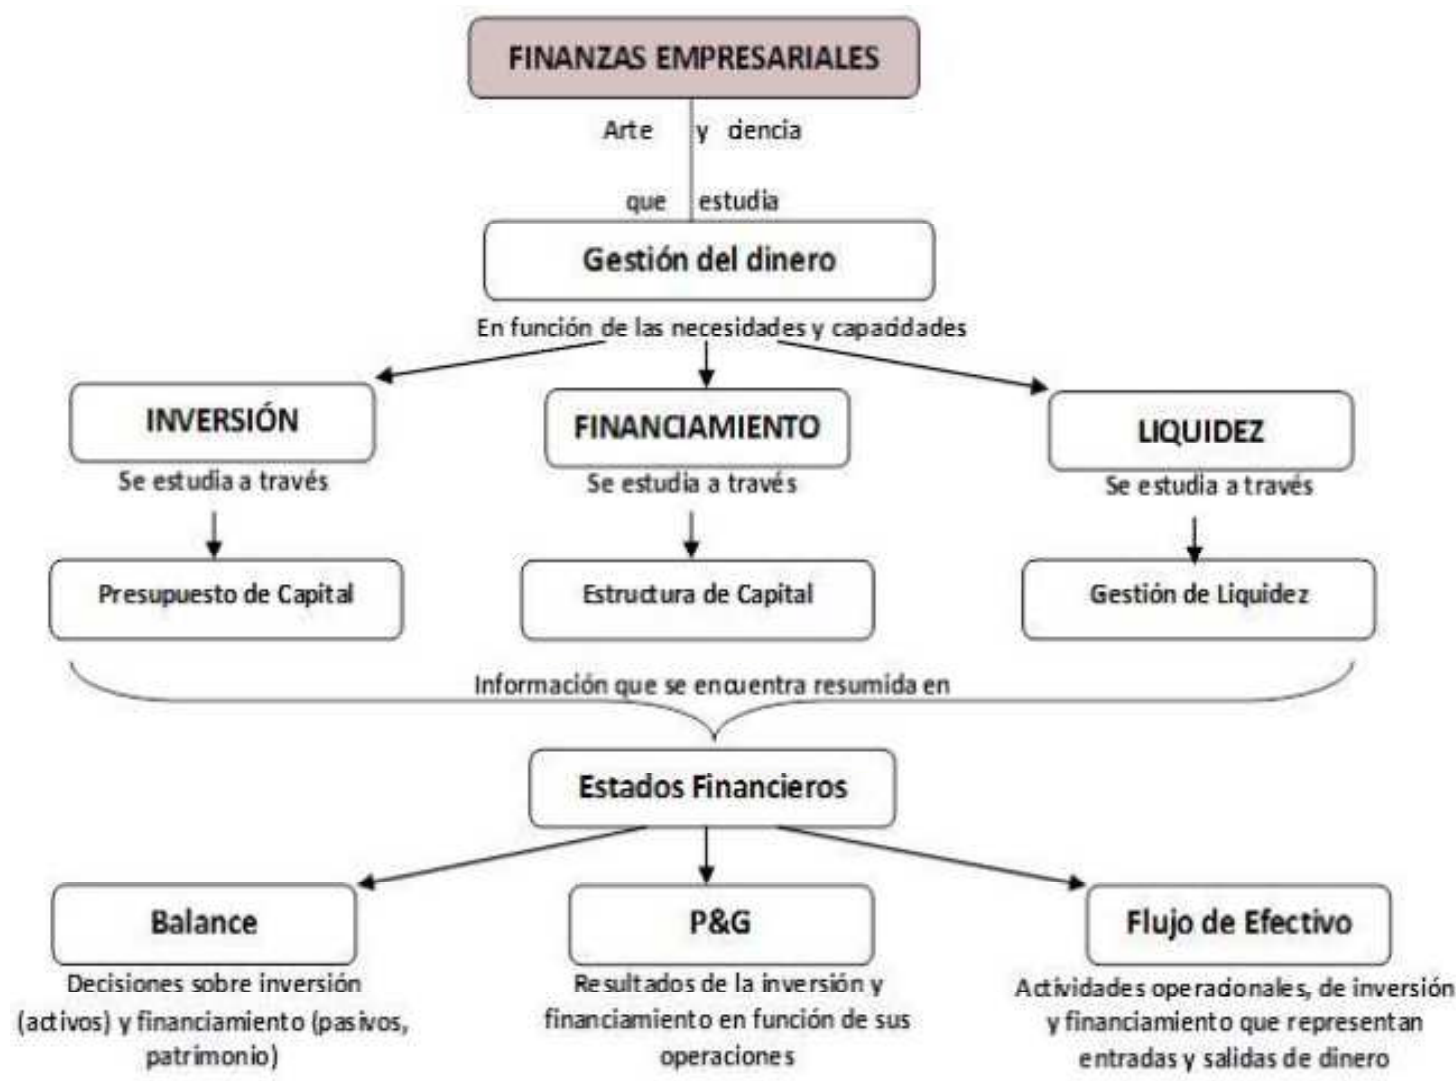 FINANZAS EMPRESARIALES
Arte y ciencia
que estudia
Gestión del dinero
En función de las necesidades y capacidades
INVERSIÓN
FINANCIAMIENTO
LIQUIDEZ
Se estudia a través
Se estudia a través
Se estudia a través
Presupuesto de Capital
Estructura de Capital
Gestión de Liquidez
Información que se encuentra resumida en
Estados Financieros
Balance
P&G
Flujo de Efectivo
Decisiones sobre inversión
(activos) y financiamiento (pasivos,
patrimonio)
Resultados de la inversión y
financiamiento en función de sus
operaciones
Actividades operacionales, de inversión
y financiamiento que representan
entradas y salidas de dinero